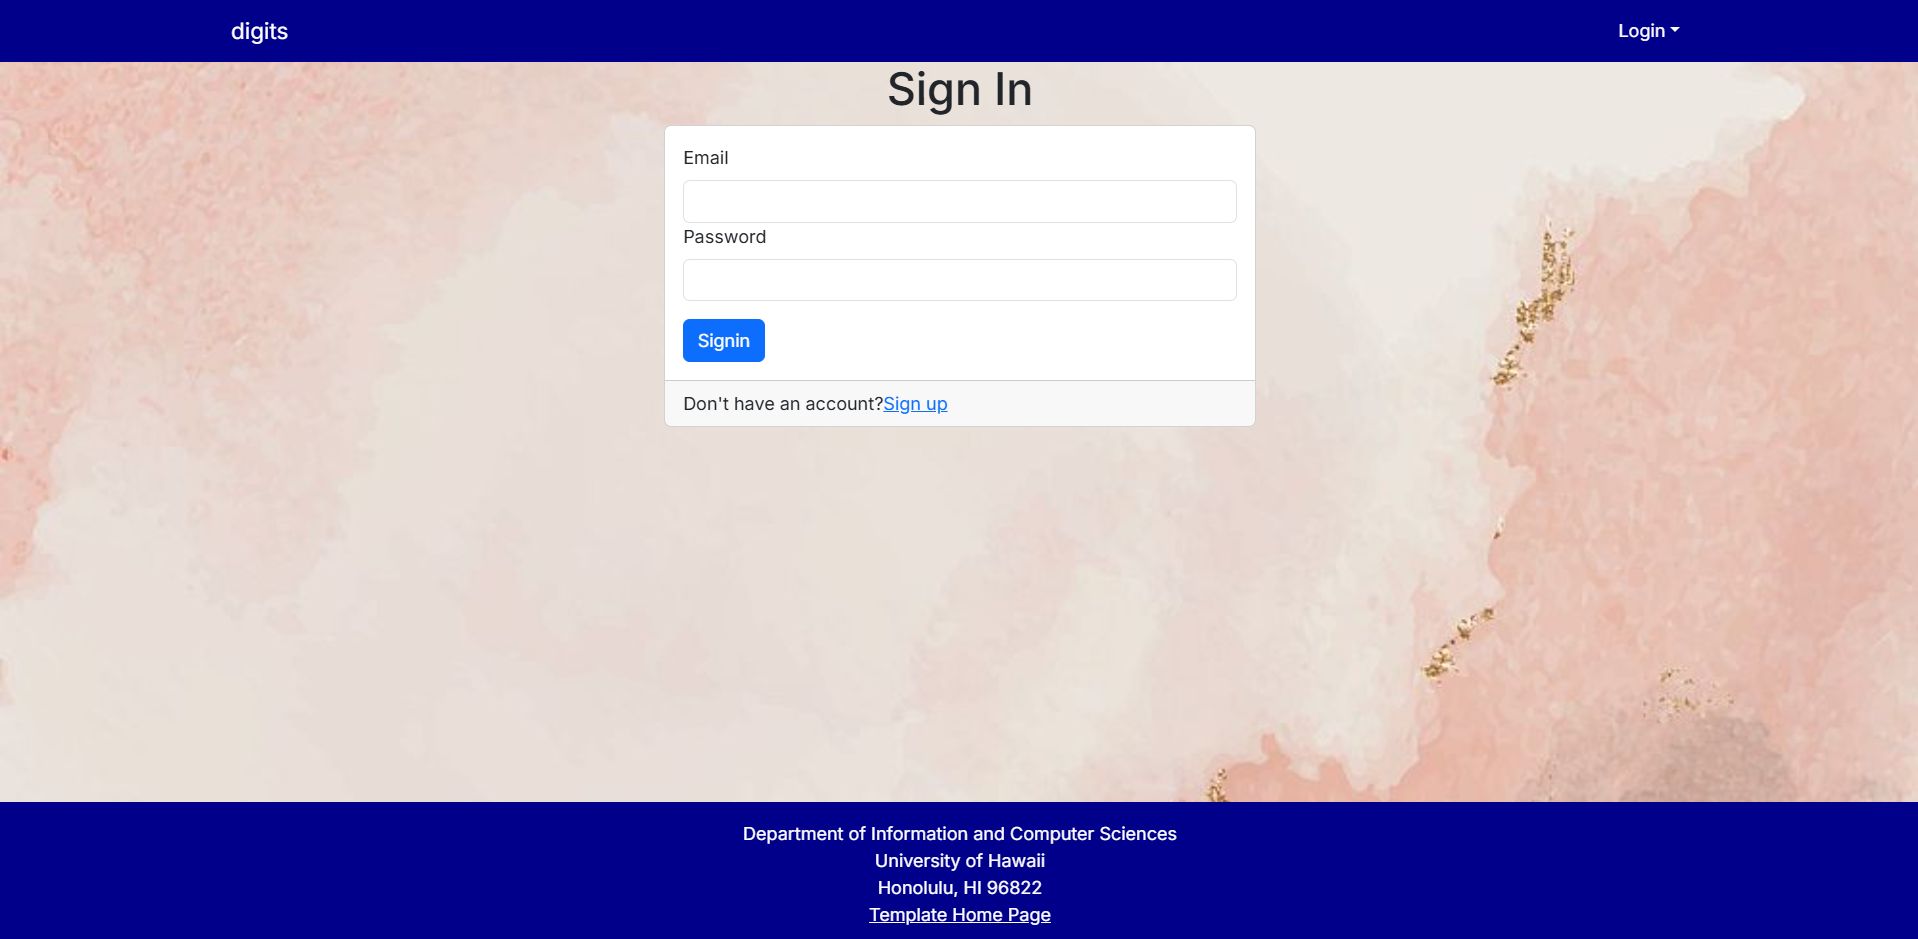 digits
Login
Sign In
Email
Password
Signin
Don't have an account?Sign up
Department of Information and Computer Sciences
University of Hawaii
Honolulu, HI 96822
Template Home Page